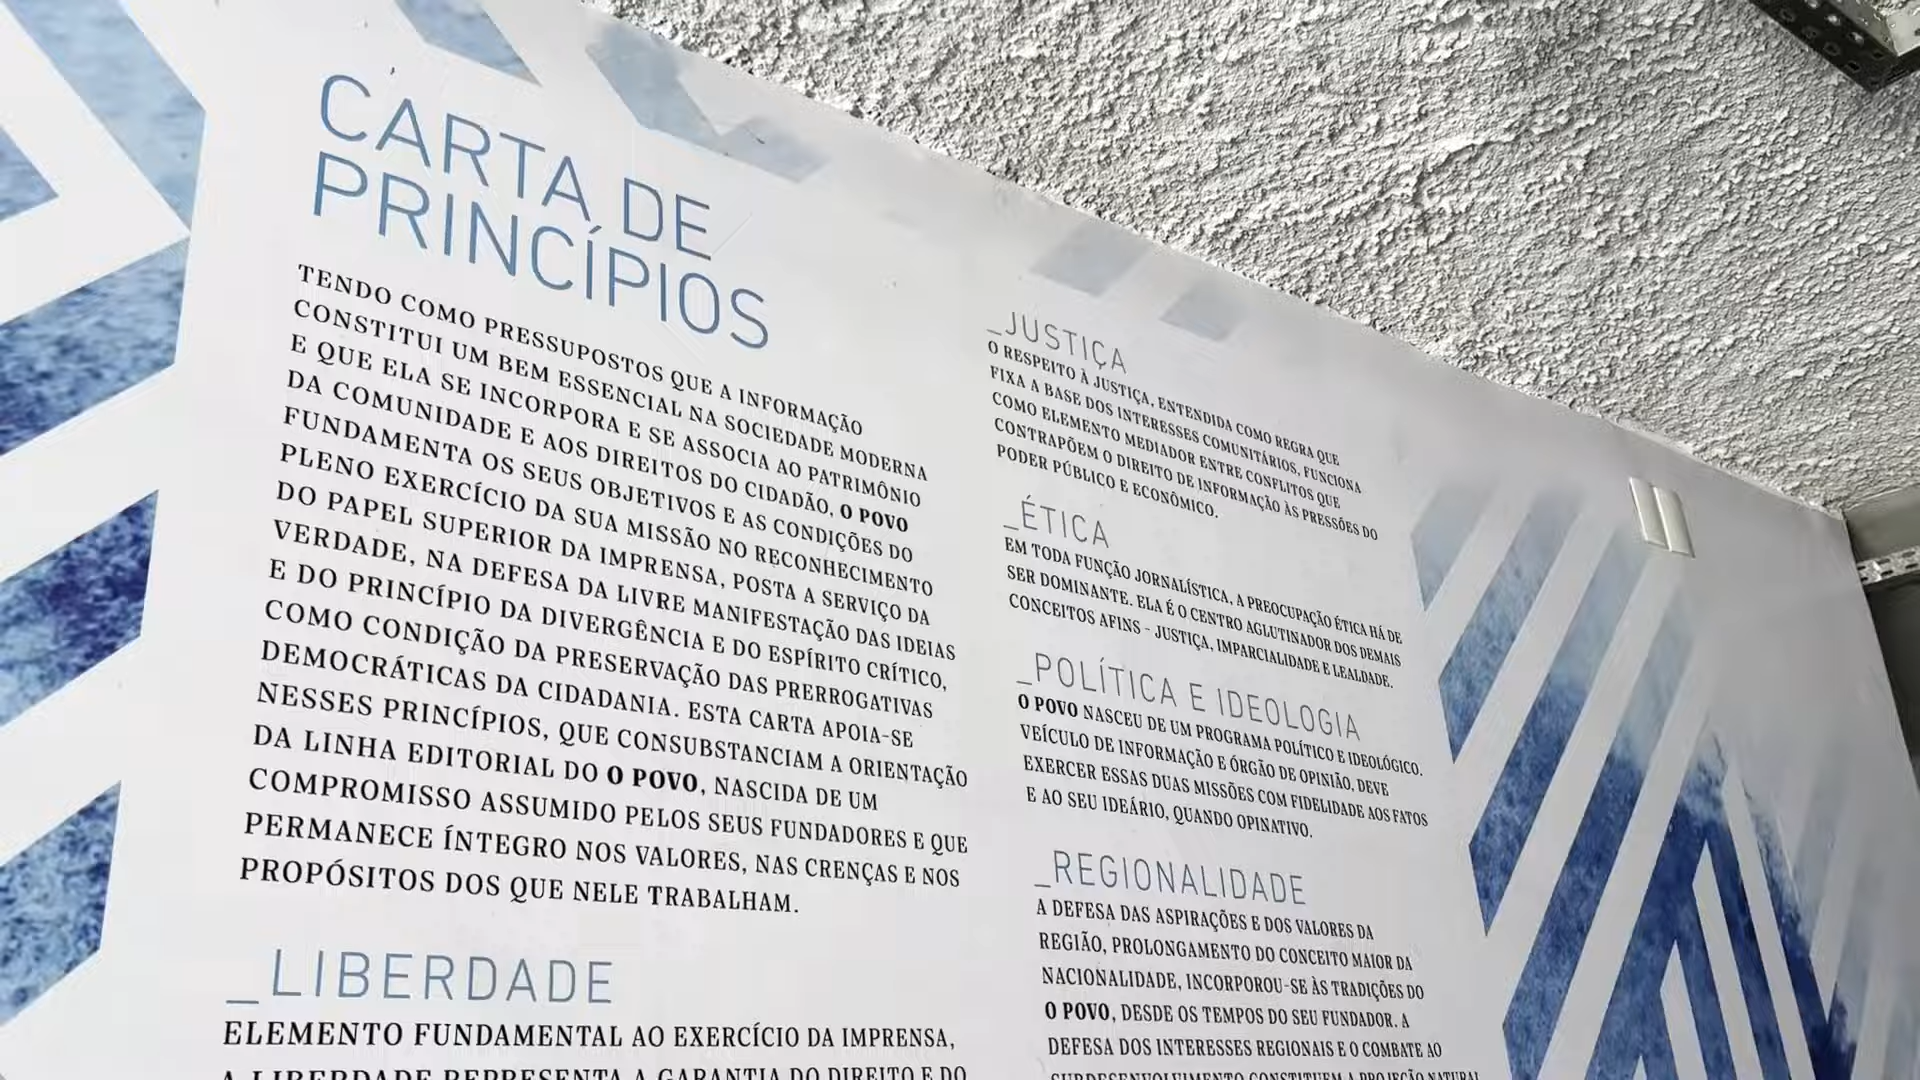 CARTA DE
PRINCÍPIOS
TENDO COMO PRESSUPOSTOS QUE A INFORMAÇÃO
CONSTITUI UM BEM ESSENCIAL NA SOCIEDADE MODERNA
E QUE ELA SE INCORPORA E SE ASSOCIA AO PATRIMÔNIO
DA COMUNIDADE E AOS DIREITOS DO CIDADÃO, O POVO
FUNDAMENTA OS SEUS OBJETIVOS E AS CONDIÇÕES DO
PLENO EXERCÍCIO DA SUA MISSÃO NO RECONHECIMENTO
DO PAPEL SUPERIOR DA IMPRENSA, POSTA A SERVIÇO DA
VERDADE, NA DEFESA DA LIVRE MANIFESTAÇÃO DAS IDEIAS
E DO PRINCÍPIO DA DIVERGÊNCIA E DO ESPÍRITO CRÍTICO,
COMO CONDIÇÃO DA PRESERVAÇÃO DAS PRERROGATIVAS
DEMOCRÁTICAS DA CIDADANIA. ESTA CARTA APOIA-SE
NESSES PRINCÍPIOS, QUE CONSUBSTANCIAM A ORIENTAÇÃO
DA LINHA EDITORIAL DO O POVO, NASCIDA DE UM
COMPROMISSO ASSUMIDO PELOS SEUS FUNDADORES E QUE
PERMANECE ÍNTEGRO NOS VALORES, NAS CRENÇAS E NOS
PROPÓSITOS DOS QUE NELE TRABALHAM.
_LIBERDADE
ELEMENTO FUNDAMENTAL AO EXERCÍCIO DA IMPRENSA,
A LIBERDADE REPRESENTA A GARANTIA DO DIREITO E DO
_JUSTIÇA
O RESPEITO À JUSTIÇA, ENTENDIDA COMO REGRA QUE
FIXA A BASE DOS INTERESSES COMUNITÁRIOS, FUNCIONA
COMO ELEMENTO MEDIADOR ENTRE CONFLITOS QUE
CONTRAPÕEM O DIREITO DE INFORMAÇÃO ÀS PRESSÕES DO
PODER PÚBLICO E ECONÔMICO.
_ÉTICA
EM TODA FUNÇÃO JORNALÍSTICA, A PREOCUPAÇÃO ÉTICA HÁ DE
SER DOMINANTE. ELA É O CENTRO AGLUTINADOR DOS DEMAIS
CONCEITOS AFINS - JUSTIÇA, IMPARCIALIDADE E LEALDADE.
_POLÍTICA E IDEOLOGIA
O POVO NASCEU DE UM PROGRAMA POLÍTICO E IDEOLÓGICO.
VEÍCULO DE INFORMAÇÃO E ÓRGÃO DE OPINIÃO, DEVE
EXERCER ESSAS DUAS MISSÕES COM FIDELIDADE AOS FATOS
E AO SEU IDEÁRIO, QUANDO OPINATIVO.
_REGIONALIDADE
A DEFESA DAS ASPIRAÇÕES E DOS VALORES DA
REGIÃO, PROLONGAMENTO DO CONCEITO MAIOR DA
NACIONALIDADE, INCORPOROU-SE ÀS TRADIÇÕES DO
O POVO, DESDE OS TEMPOS DO SEU FUNDADOR. A
DEFESA DOS INTERESSES REGIONAIS E O COMBATE AO
SUBDESENVOLVIMENTO CONSTITUEM A PROJEÇÃO NATURAL